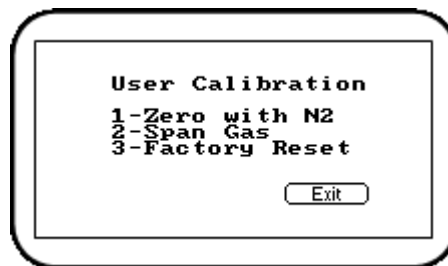 User Calibration
1-Zero with N2
2-Span Gas
3-Factory Reset
Exit